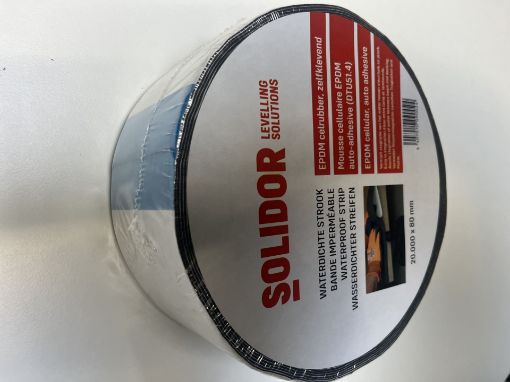 SOLIDOR
LEVELLING
SOLUTIONS
EPDM celrubber, zelfklevend
Mousse cellulaire EPDM
auto-adhesive (DTU51.4)
EPDM cellular, auto adhesive
WATERDICHTE STROOK
BANDE IMPERMÉABLE
WATERPROOF STRIP
WASSERDICHTER STREIFEN
20.000 x 80 mm